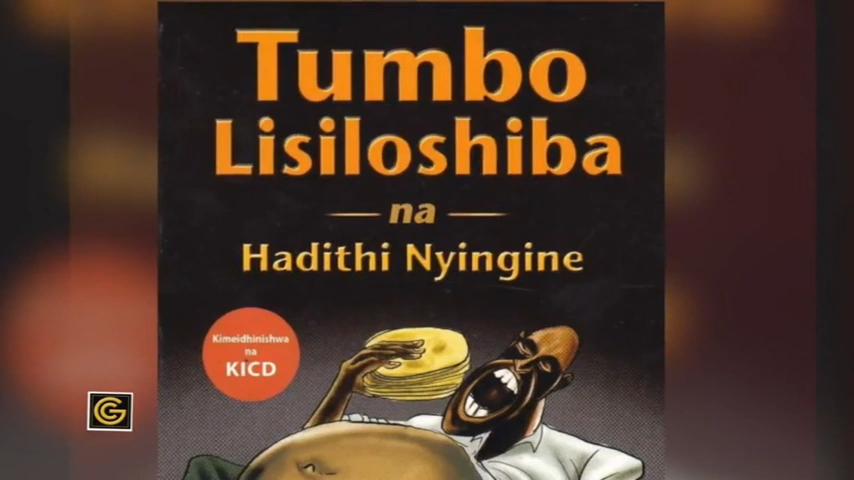 Tumbo
Lisiloshiba
na
Hadithi Nyingine
Kimeidhinishwa
na
KICD